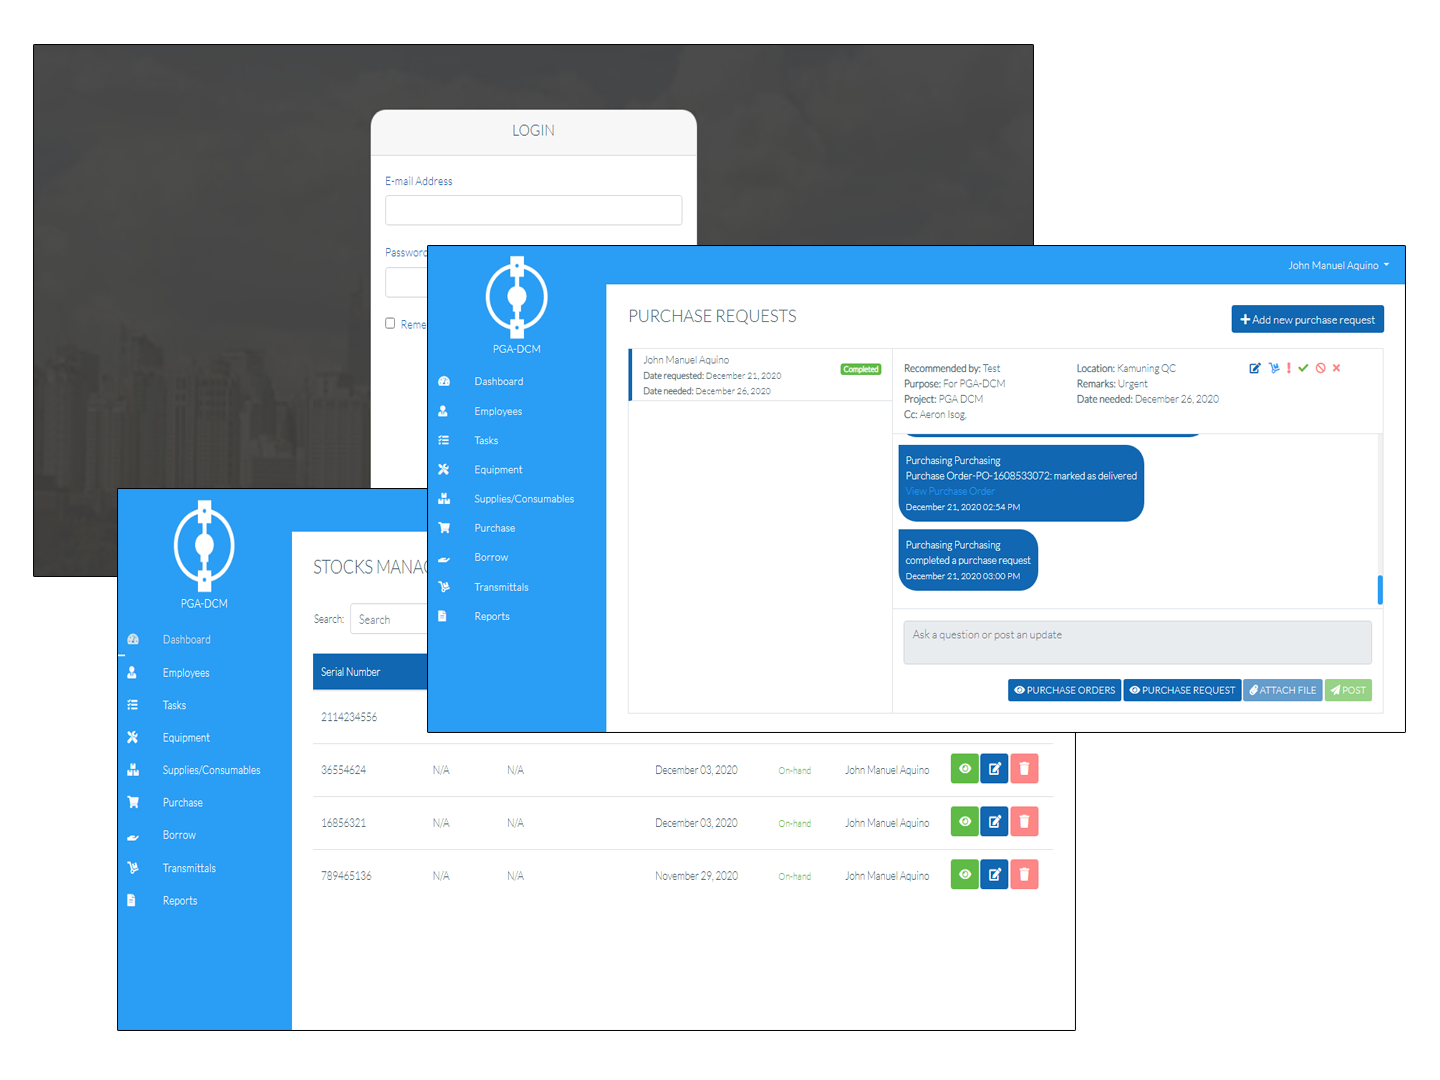 LOGIN
E-mail Address
Password
Reme
John Manuel Aquino
PGA-DCM
Dashboard
Employees
Tasks
Equipment
Supplies/Consumables
Purchase
Borrow
Transmittals
Reports
PURCHASE REQUESTS
Add new purchase request
John Manuel Aquino
Date requested: December 21, 2020
Date needed: December 26, 2020
Completed
Recommended by: Test
Purpose: For PGA-DCM
Project: PGA DCM
Cc: Aeron Isog,
Location: Kamuning QC
Remarks: Urgent
Date needed: December 26, 2020
Purchasing Purchasing
Purchase Order-PO-1608533072: marked as delivered
View Purchase Order
December 21, 2020 02:54 PM
Purchasing Purchasing
completed a purchase request
December 21, 2020 03:00 PM
Ask a question or post an update
PURCHASE ORDERS
PURCHASE REQUEST
ATTACH FILE
POST
PGA-DCM
Dashboard
Employees
Tasks
Equipment
Supplies/Consumables
Purchase
Borrow
Transmittals
Reports
STOCKS MANAG
Search: Search
Serial Number
2114234556
36554624 N/A N/A December 03, 2020 On-hand John Manuel Aquino
16856321 N/A N/A December 03, 2020 On-hand John Manuel Aquino
789465136 N/A N/A November 29, 2020 On-hand John Manuel Aquino